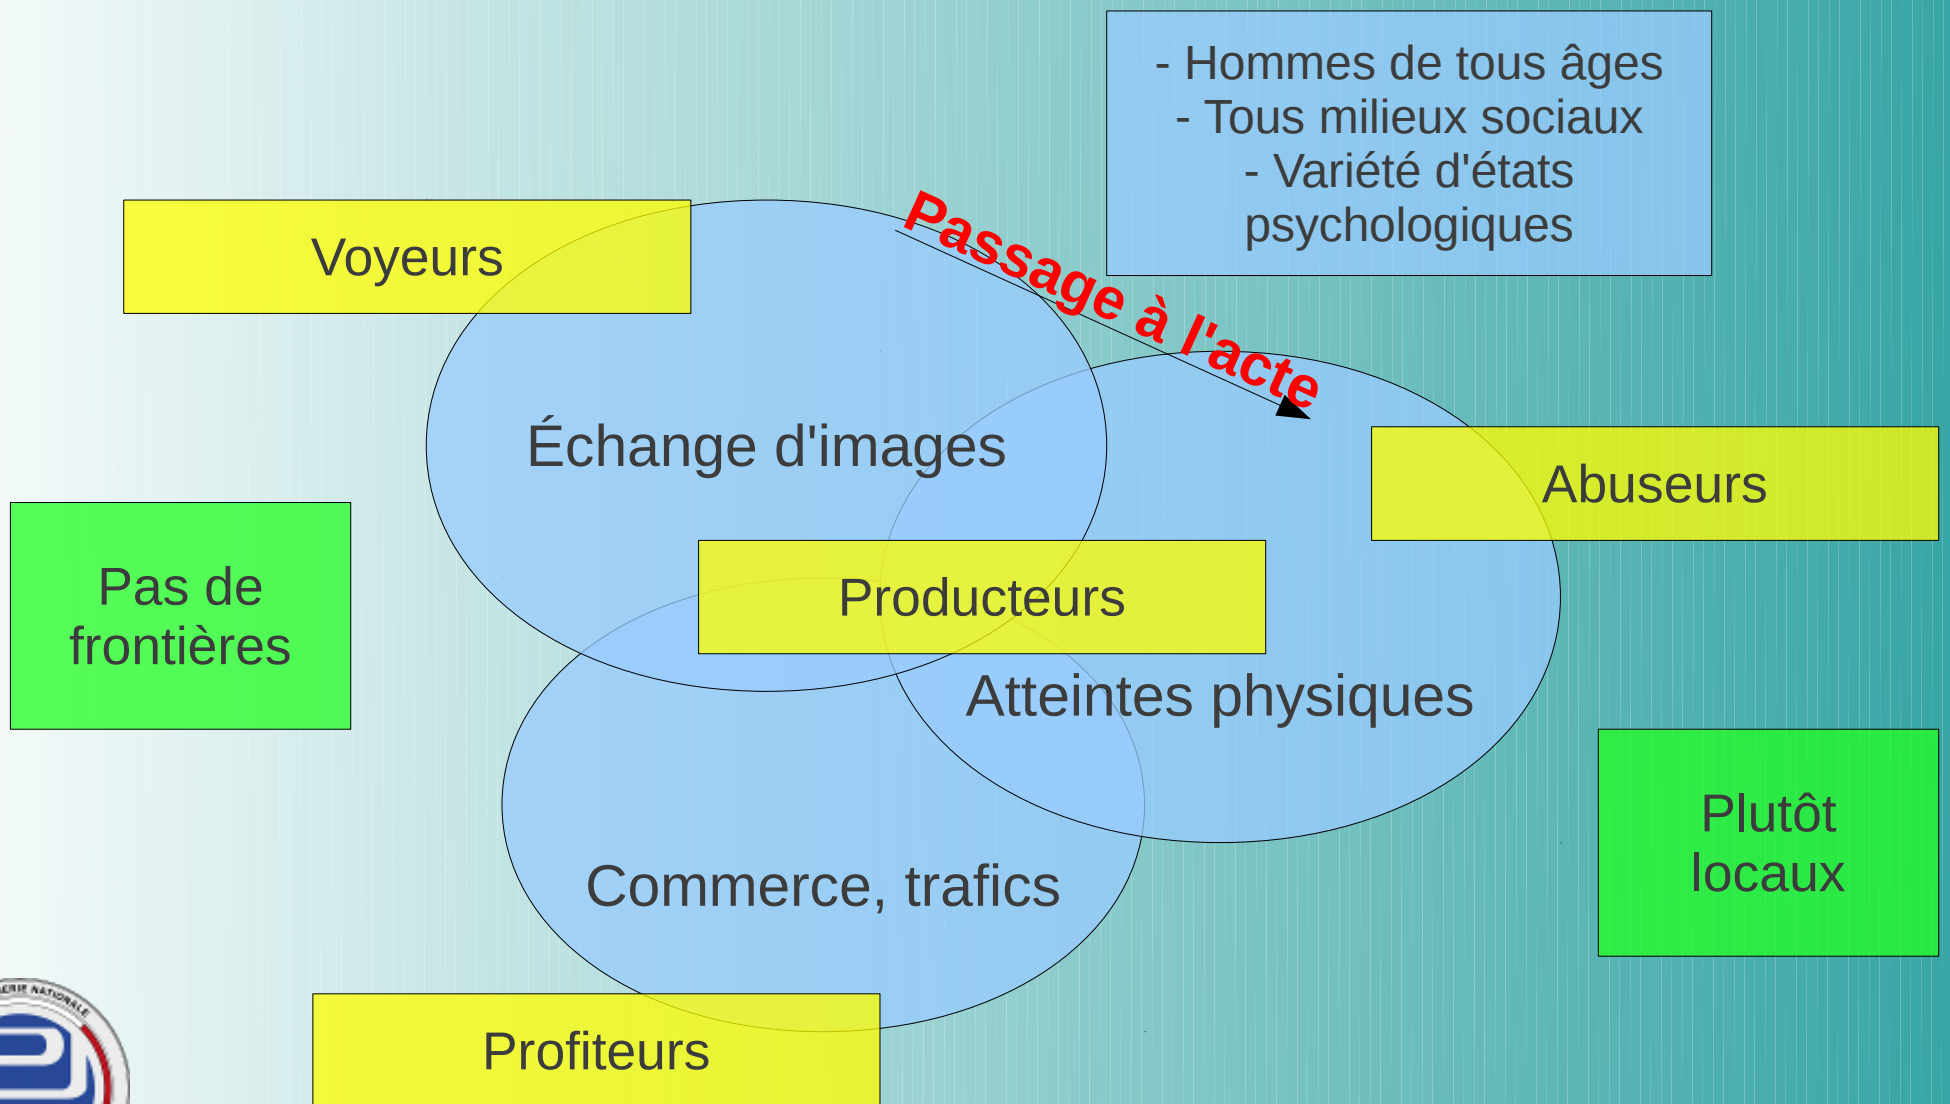 - Hommes de tous âges
- Tous milieux sociaux
- Variété d'états
psychologiques
Voyeurs
Passage à l'acte
Échange d'images
Abuseurs
Pas de
frontières
Producteurs
Atteintes physiques
Plutôt
locaux
Commerce, trafics
Profiteurs
NATIONALE